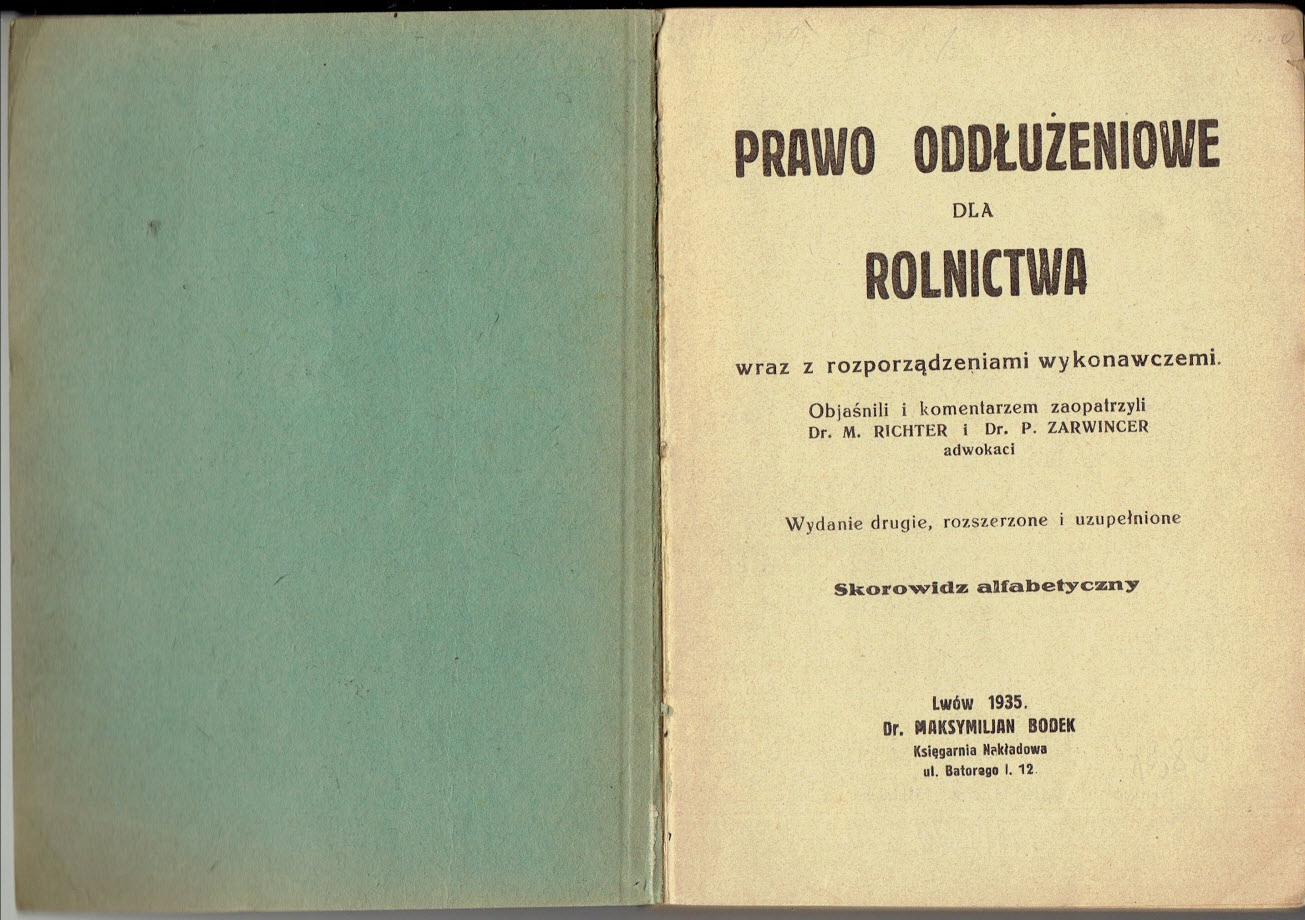 PRAWO ODDŁUŻENIOWE
DLA
ROLNICTWA
wraz z rozporządzeniami wykonawczemi.
Objaśnili i komentarzem zaopatrzyli
Dr. M. RICHTER i Dr. P. ZARWINCER
adwokaci
Wydanie drugie, rozszerzone i uzupełnione
Skorowidz alfabetyczny
Lwów 1935.
Dr. MAKSYMILJAN BODEK
Księgarnia Nakładowa
ul. Batorego l. 12.